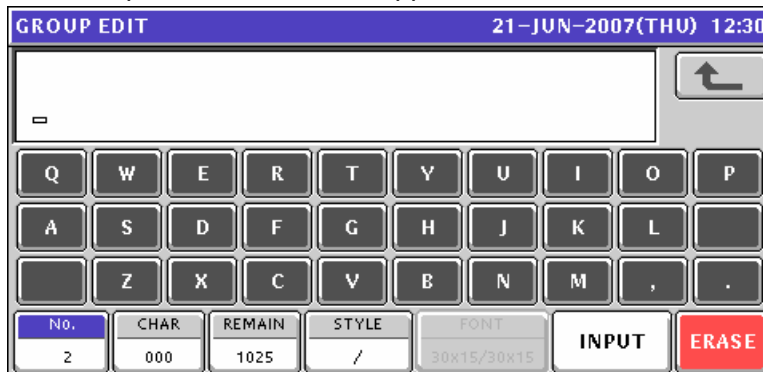 GROUP EDIT 21-JUN-2007(THU) 12:30
Q W E R T Y U I O P
A S D F G H J K L
Z X C V B N M , .
No. CHAR REMAIN STYLE FONT INPUT ERASE
2 000 1025 / 30x15/30x15